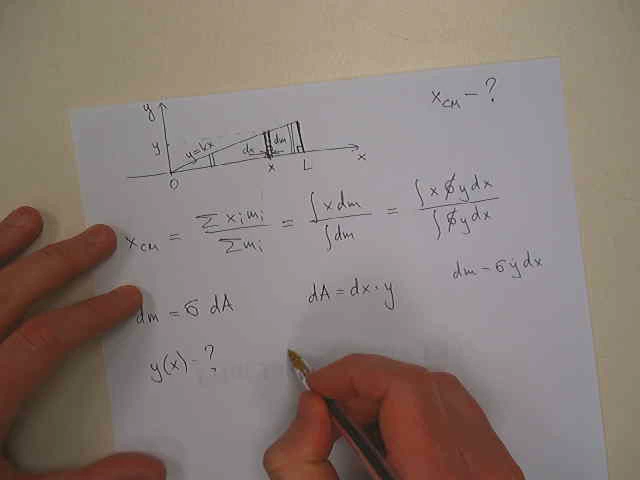 x_CM - ?
y
y
y=kx
dx
dm
0
x
L
x
x_CM = Σ x_i m_i / Σ m_i = ∫ x dm / ∫ dm = ∫ x σ y dx / ∫ σ y dx
dm = σ dA
dA = dx · y
dm = σ y dx
y(x) - ?